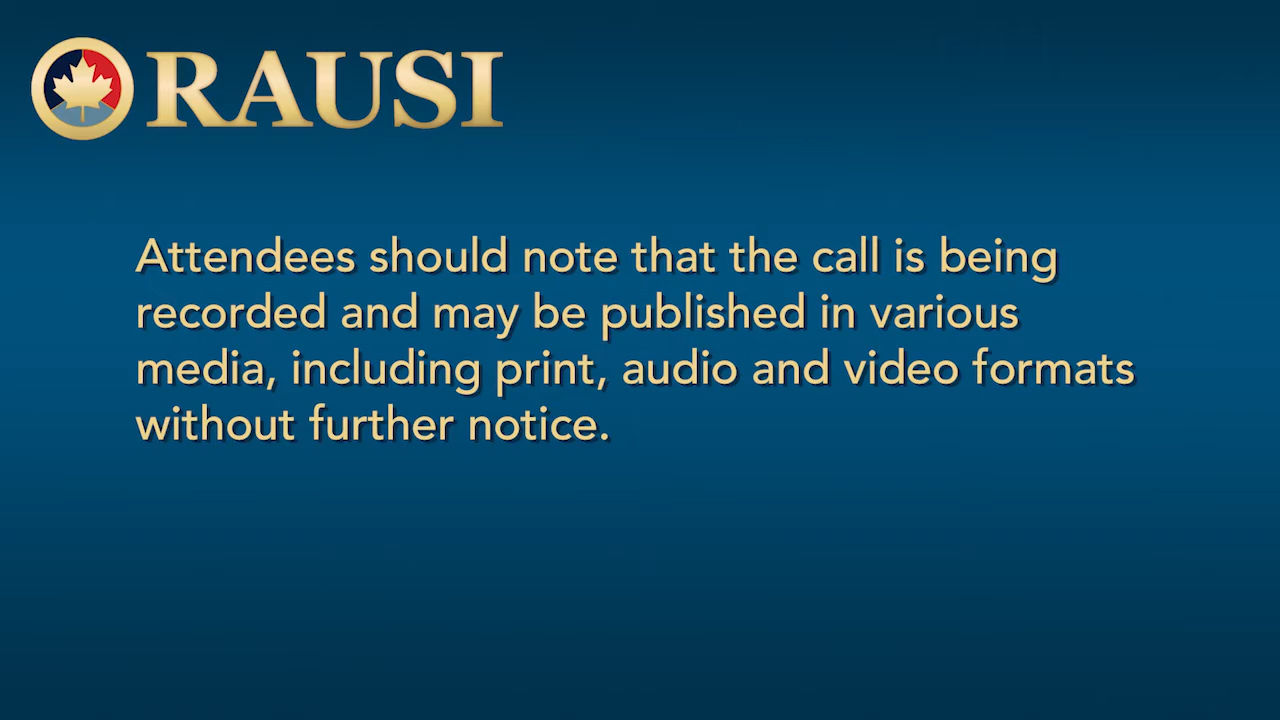 RAUSI
Attendees should note that the call is being
recorded and may be published in various
media, including print, audio and video formats
without further notice.